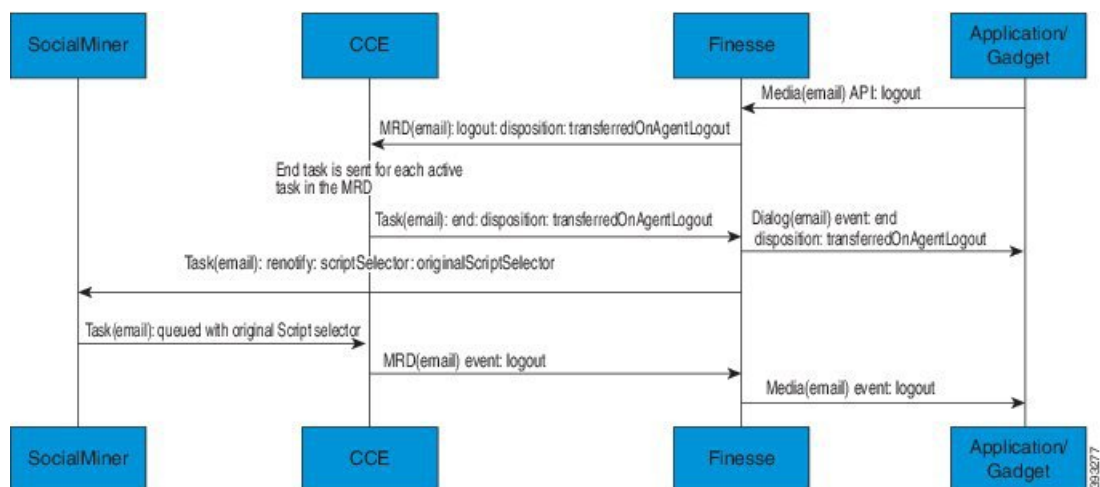 SocialMiner
CCE
Finesse
Application/
Gadget
Media(email) API: logout
MRD(email): logout: disposition: transferredOnAgentLogout
End task is sent for each active
task in the MRD
Task(email): end: disposition: transferredOnAgentLogout
Dialog(email) event: end
disposition: transferredOnAgentLogout
Task(email): renotify: scriptSelector: originalScriptSelector
Task(email): queued with original Script selector
MRD(email) event: logout
Media(email) event: logout
SocialMiner
CCE
Finesse
Application/
Gadget
393277